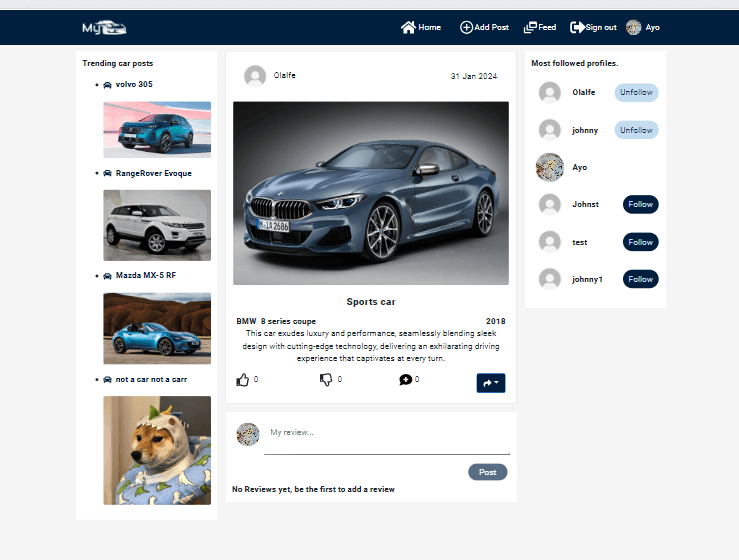 My
Home
Add Post
Feed
Sign out
Ayo
Trending car posts
volvo 305
RangeRover Evoque
Mazda MX-5 RF
not a car not a carr
Olalfe
31 Jan 2024
M·IA 2686
Sports car
BMW 8 series coupe
2018
This car exudes luxury and performance, seamlessly blending sleek
design with cutting-edge technology, delivering an exhilarating driving
experience that captivates at every turn.
0
0
0
My review...
Post
No Reviews yet, be the first to add a review
Most followed profiles.
Olalfe
Unfollow
johnny
Unfollow
Ayo
Johnst
Follow
test
Follow
johnny1
Follow